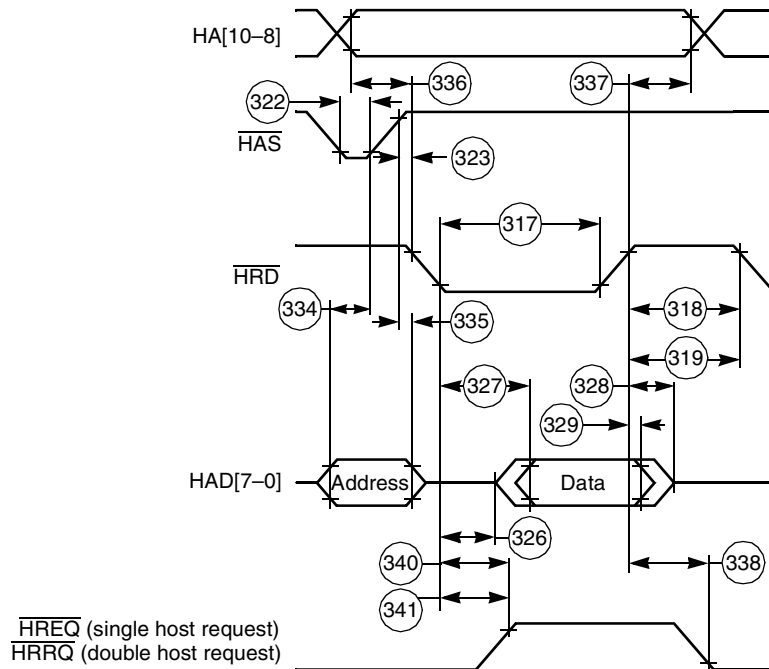 HA[10–8]
336
337
322
HAS
323
317
HRD
334
335
318
319
327
328
329
HAD[7–0]
Address
Data
326
340
338
341
HREQ (single host request)
HRRQ (double host request)